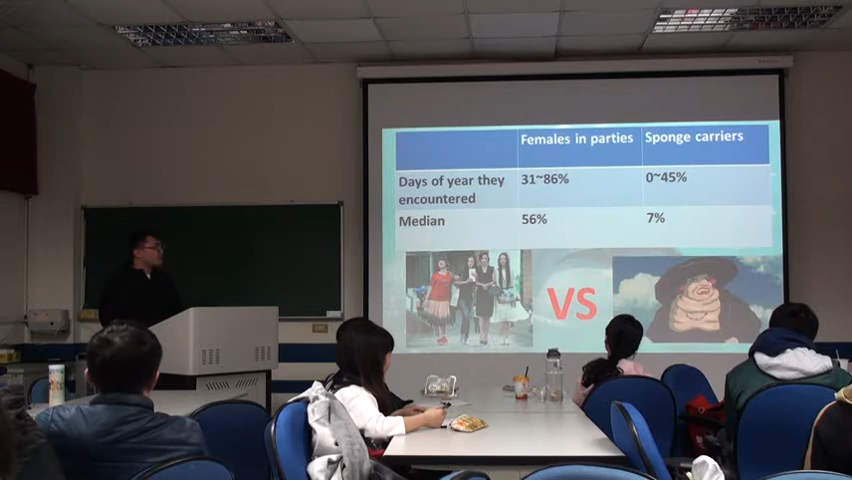 Females in parties Sponge carriers
Days of year they encountered 31~86% 0~45%
Median 56% 7%
VS